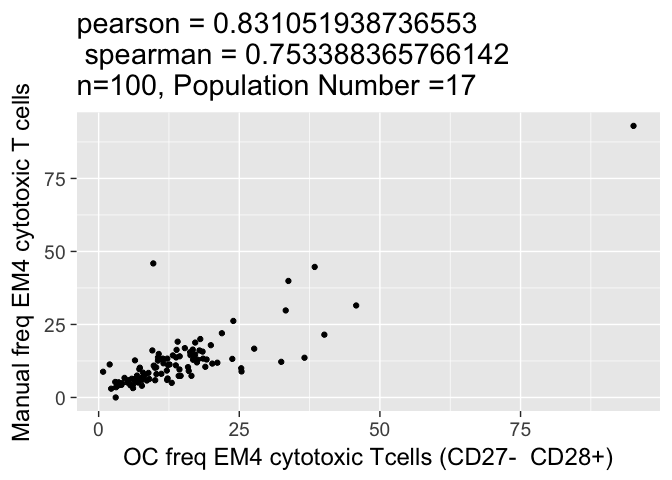 pearson = 0.831051938736553
spearman = 0.753388365766142
n=100, Population Number =17
Manual freq EM4 cytotoxic T cells
75
50
25
0
0 25 50 75
OC freq EM4 cytotoxic Tcells (CD27-  CD28+)